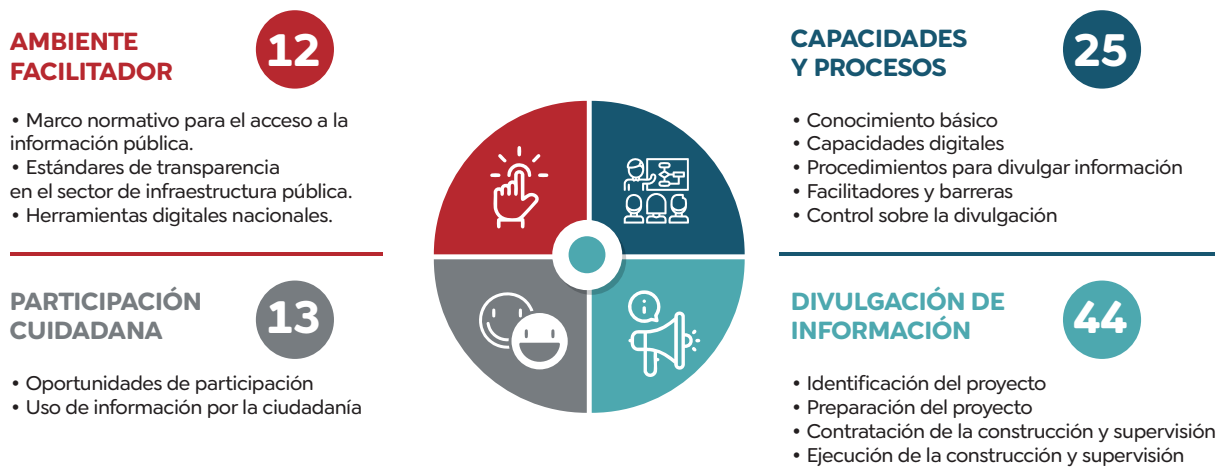 AMBIENTE
FACILITADOR
12
• Marco normativo para el acceso a la
información pública.
• Estándares de transparencia
en el sector de infraestructura pública.
• Herramientas digitales nacionales.
PARTICIPACIÓN
CUIDADANA
13
• Oportunidades de participación
• Uso de información por la ciudadanía
CAPACIDADES
Y PROCESOS
25
• Conocimiento básico
• Capacidades digitales
• Procedimientos para divulgar información
• Facilitadores y barreras
• Control sobre la divulgación
DIVULGACIÓN DE
INFORMACIÓN
44
• Identificación del proyecto
• Preparación del proyecto
• Contratación de la construcción y supervisión
• Ejecución de la construcción y supervisión